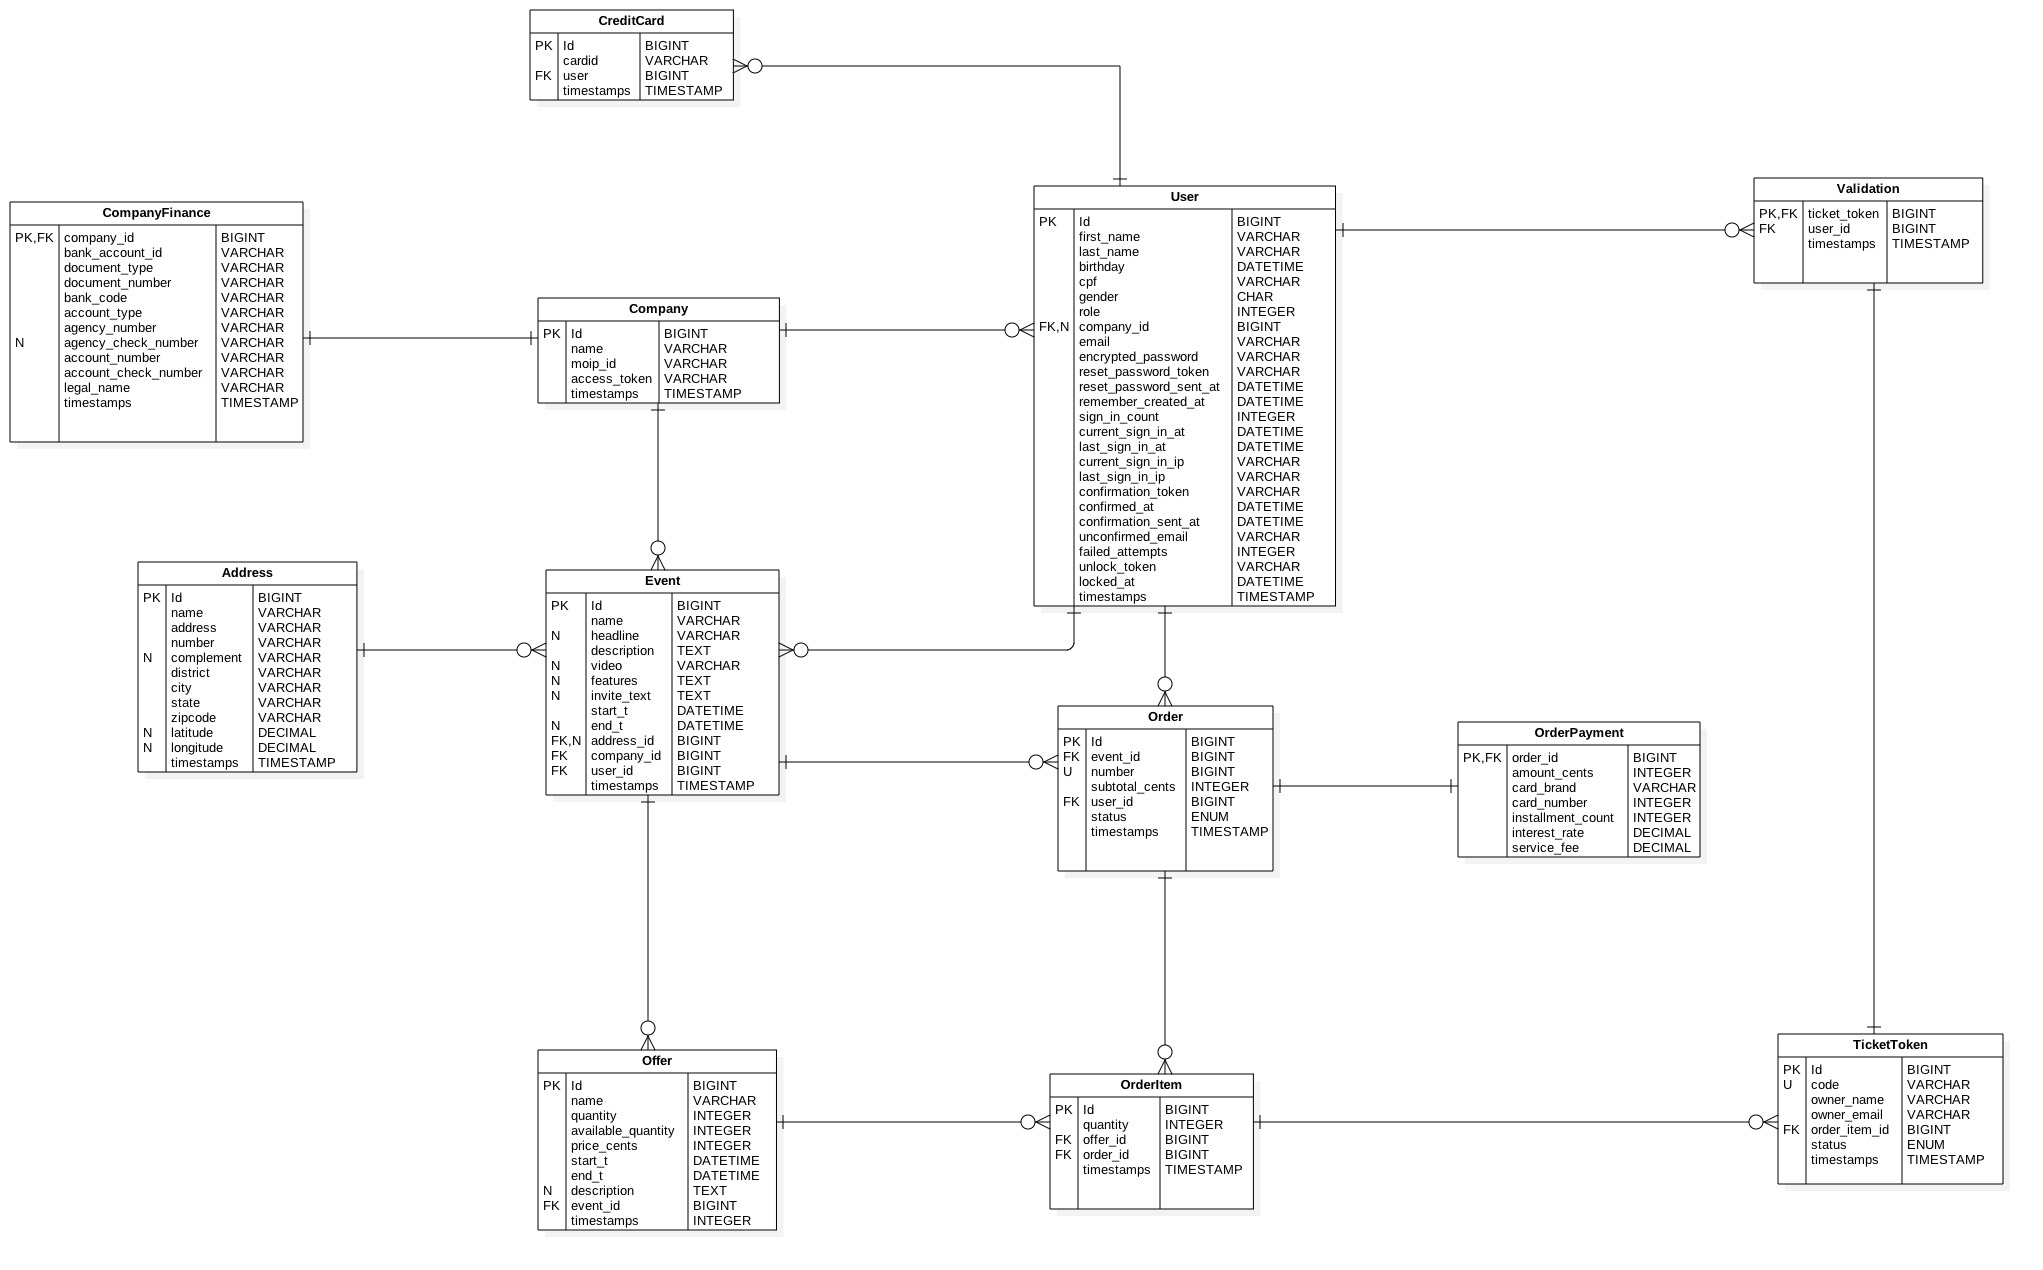 CreditCard
PK Id BIGINT
cardid VARCHAR
FK user BIGINT
timestamps TIMESTAMP
CompanyFinance
PK,FK company_id BIGINT
bank_account_id VARCHAR
document_type VARCHAR
document_number VARCHAR
bank_code VARCHAR
account_type VARCHAR
agency_number VARCHAR
N agency_check_number VARCHAR
account_number VARCHAR
account_check_number VARCHAR
legal_name VARCHAR
timestamps TIMESTAMP
Company
PK Id BIGINT
name VARCHAR
moip_id VARCHAR
access_token VARCHAR
timestamps TIMESTAMP
User
PK Id BIGINT
first_name VARCHAR
last_name VARCHAR
birthday DATETIME
cpf VARCHAR
gender CHAR
role INTEGER
FK,N company_id BIGINT
email VARCHAR
encrypted_password VARCHAR
reset_password_token VARCHAR
reset_password_sent_at DATETIME
remember_created_at DATETIME
sign_in_count INTEGER
current_sign_in_at DATETIME
last_sign_in_at DATETIME
current_sign_in_ip VARCHAR
last_sign_in_ip VARCHAR
confirmation_token VARCHAR
confirmed_at DATETIME
confirmation_sent_at DATETIME
unconfirmed_email VARCHAR
failed_attempts INTEGER
unlock_token VARCHAR
locked_at DATETIME
timestamps TIMESTAMP
Validation
PK,FK ticket_token BIGINT
FK user_id BIGINT
timestamps TIMESTAMP
Address
PK Id BIGINT
name VARCHAR
address VARCHAR
number VARCHAR
N complement VARCHAR
district VARCHAR
city VARCHAR
state VARCHAR
zipcode VARCHAR
N latitude DECIMAL
N longitude DECIMAL
timestamps TIMESTAMP
Event
PK Id BIGINT
name VARCHAR
N headline VARCHAR
description TEXT
N video VARCHAR
N features TEXT
N invite_text TEXT
start_t DATETIME
N end_t DATETIME
FK,N address_id BIGINT
FK company_id BIGINT
FK user_id BIGINT
timestamps TIMESTAMP
Order
PK Id BIGINT
FK event_id BIGINT
U number BIGINT
subtotal_cents INTEGER
FK user_id BIGINT
status ENUM
timestamps TIMESTAMP
OrderPayment
PK,FK order_id BIGINT
amount_cents INTEGER
card_brand VARCHAR
card_number INTEGER
installment_count INTEGER
interest_rate DECIMAL
service_fee DECIMAL
Offer
PK Id BIGINT
name VARCHAR
quantity INTEGER
available_quantity INTEGER
price_cents INTEGER
start_t DATETIME
end_t DATETIME
N description TEXT
FK event_id BIGINT
timestamps INTEGER
OrderItem
PK Id BIGINT
quantity INTEGER
FK offer_id BIGINT
FK order_id BIGINT
timestamps TIMESTAMP
TicketToken
PK Id BIGINT
U code VARCHAR
owner_name VARCHAR
owner_email VARCHAR
FK order_item_id BIGINT
status ENUM
timestamps TIMESTAMP